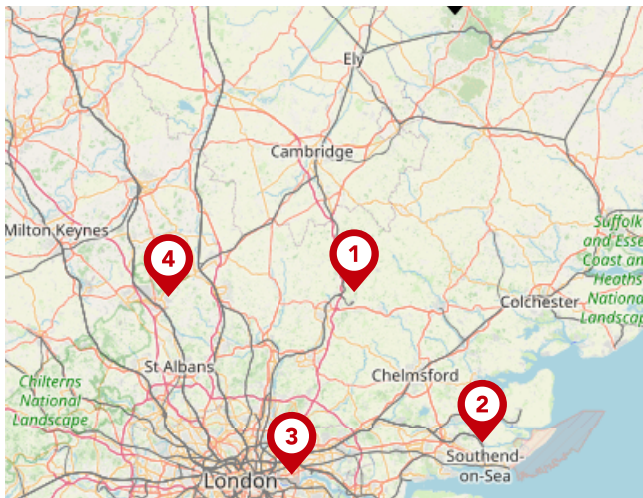 Ely
Cambridge
Milton Keynes
Suffolk
and Esse
Coast an
Heaths
National
Landscap
1
4
Colchester
St Albans
Chelmsford
Chilterns
National
Landscape
2
3
Southend-
on-Sea
London